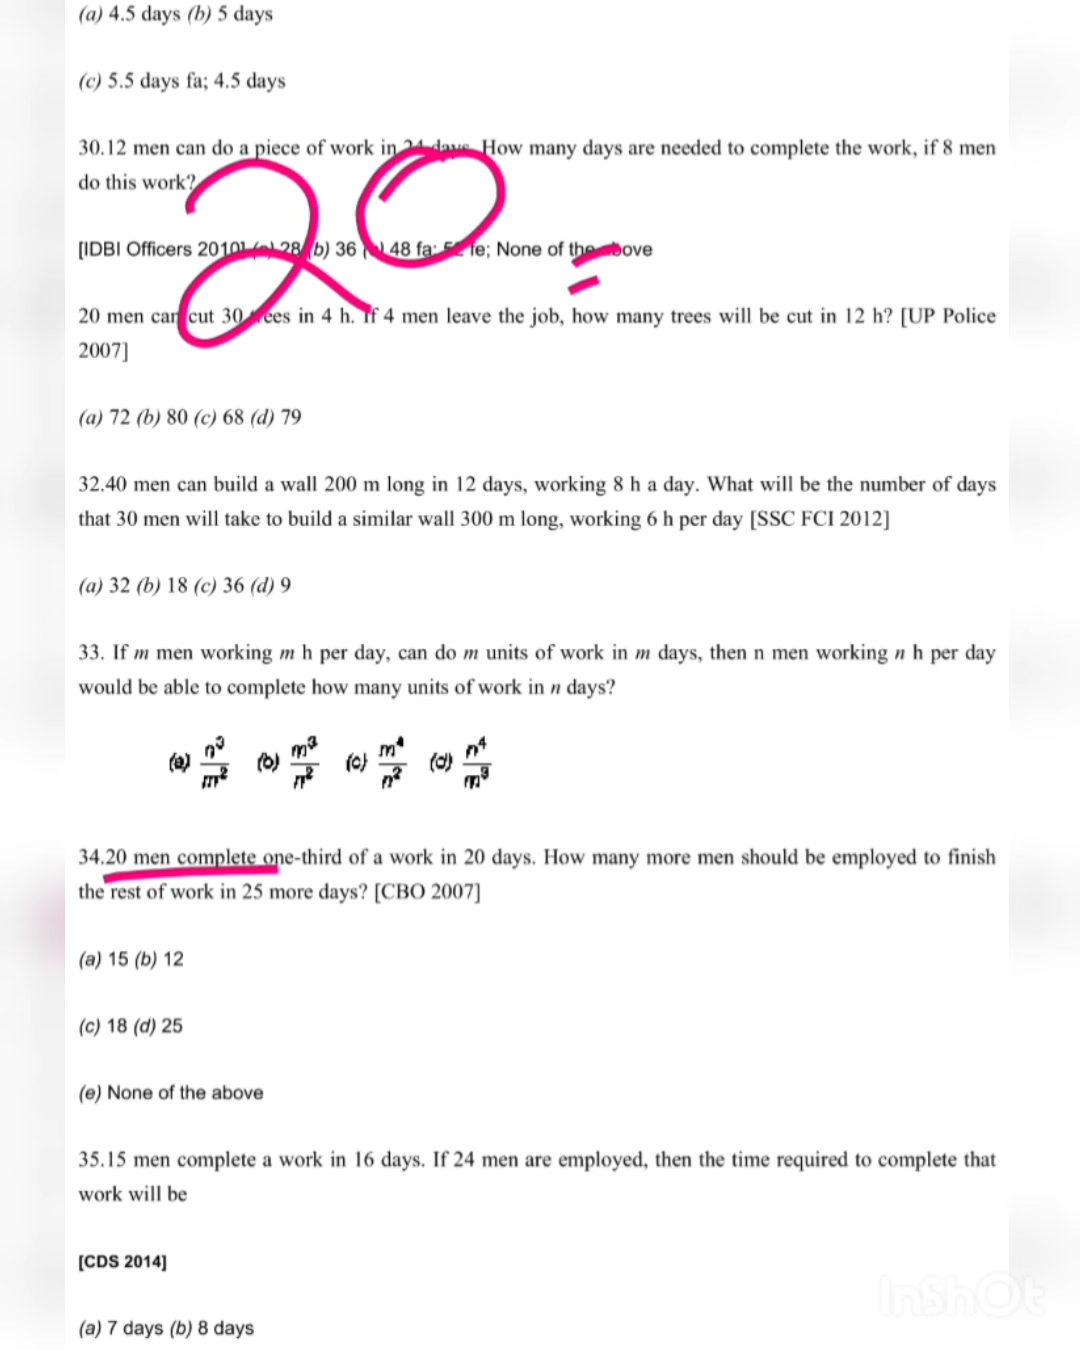 (a) 4.5 days (b) 5 days
(c) 5.5 days fa; 4.5 days
30.12 men can do a piece of work in 24 days. How many days are needed to complete the work, if 8 men
do this work?
20
[IDBI Officers 2010] (a) 28 (b) 36 (c) 48 fa: 52 fe; None of the above
20 men can cut 30 trees in 4 h. If 4 men leave the job, how many trees will be cut in 12 h? [UP Police
2007]
(a) 72 (b) 80 (c) 68 (d) 79
32.40 men can build a wall 200 m long in 12 days, working 8 h a day. What will be the number of days
that 30 men will take to build a similar wall 300 m long, working 6 h per day [SSC FCI 2012]
(a) 32 (b) 18 (c) 36 (d) 9
33. If m men working m h per day, can do m units of work in m days, then n men working n h per day
would be able to complete how many units of work in n days?
(a) n³/m² (b) m³/n² (c) m⁴/n² (d) n⁴/m³
34.20 men complete one-third of a work in 20 days. How many more men should be employed to finish
the rest of work in 25 more days? [CBO 2007]
(a) 15 (b) 12
(c) 18 (d) 25
(e) None of the above
35.15 men complete a work in 16 days. If 24 men are employed, then the time required to complete that
work will be
[CDS 2014]
(a) 7 days (b) 8 days
InShOt